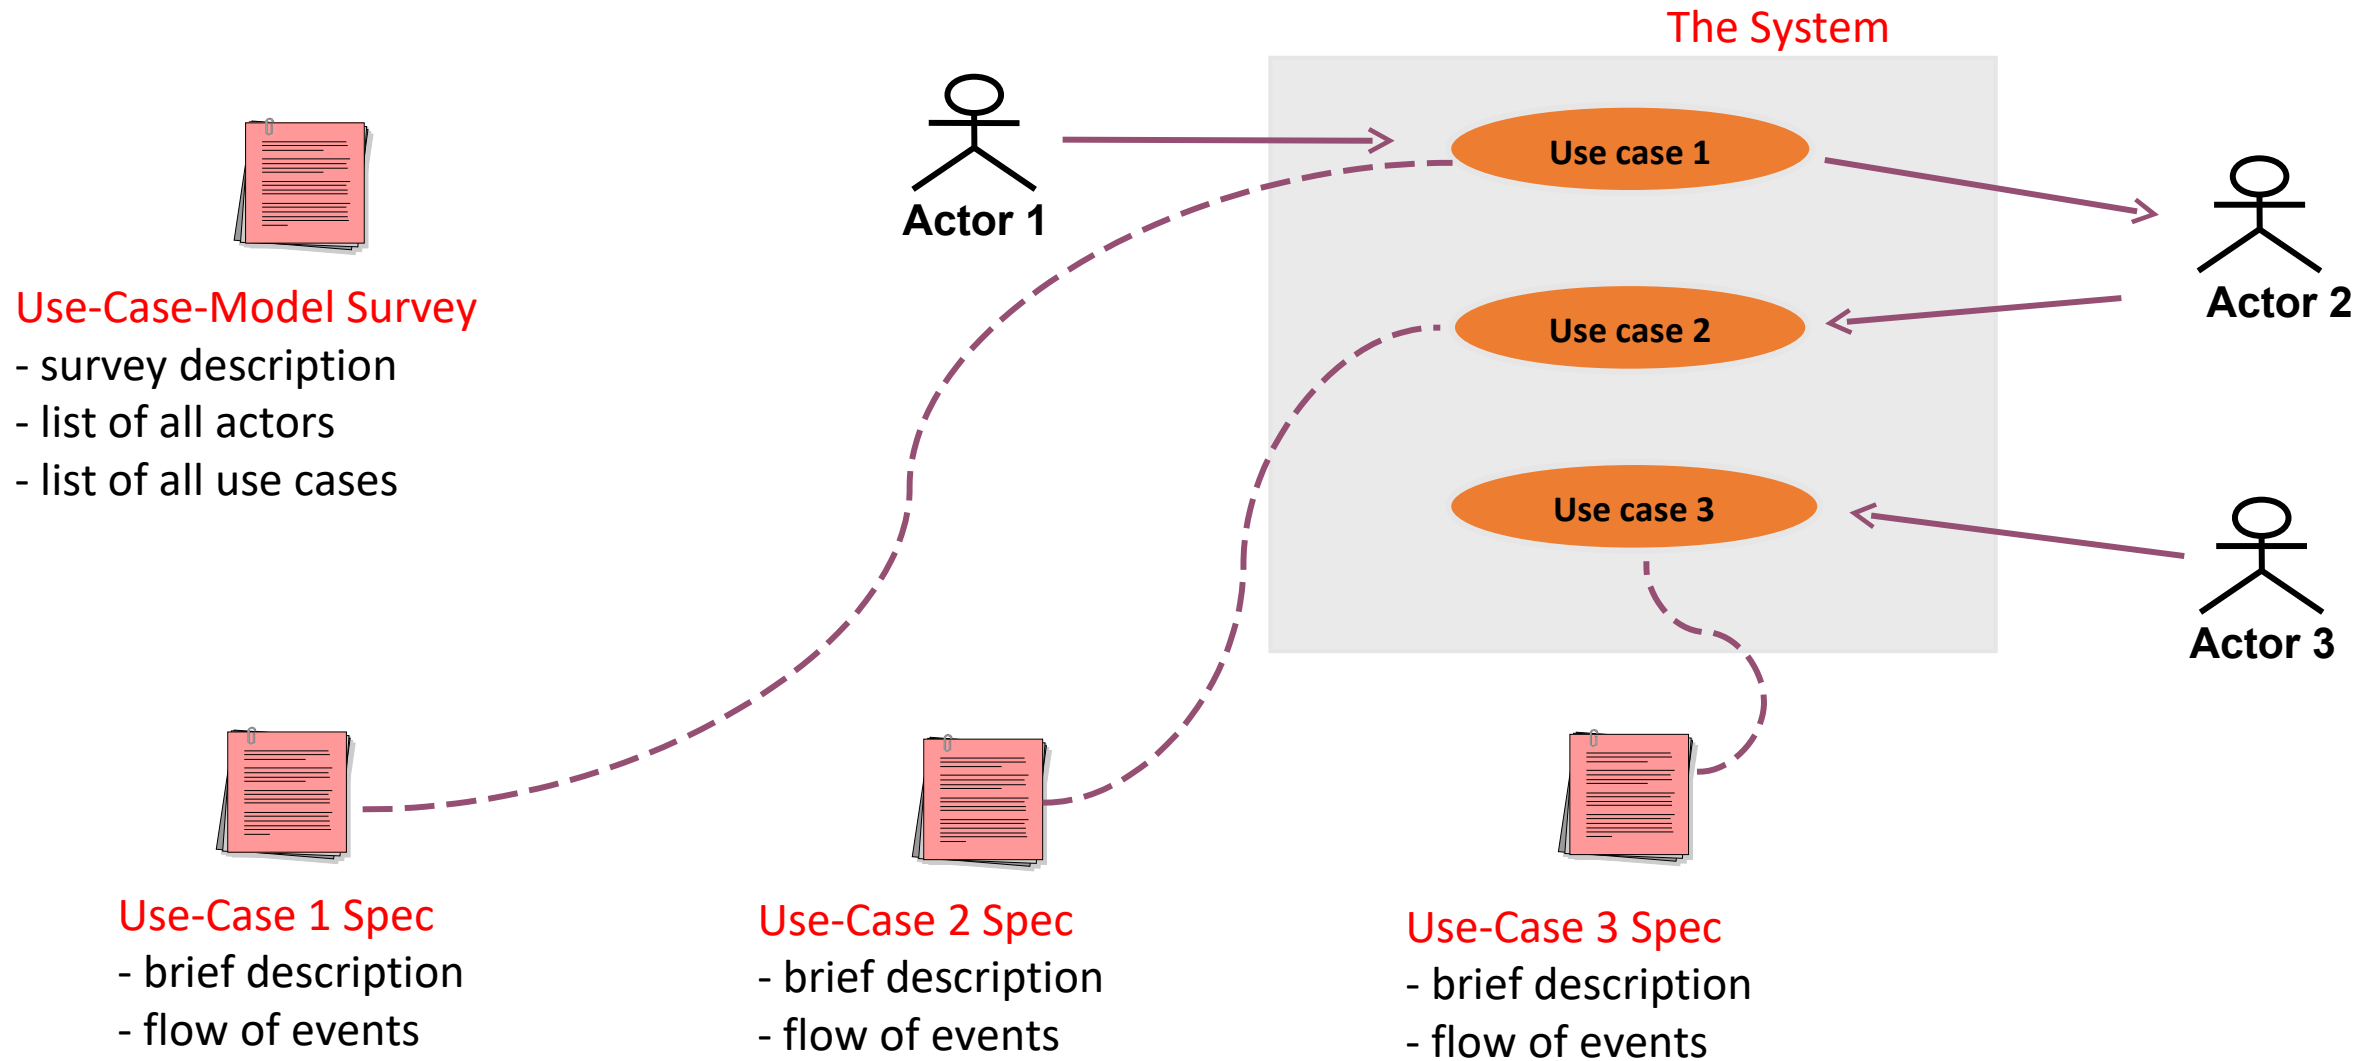 The System
Use case 1
Actor 1
Use-Case-Model Survey
- survey description
- list of all actors
- list of all use cases
Use case 2
Actor 2
Use case 3
Actor 3
Use-Case 1 Spec
- brief description
- flow of events
Use-Case 2 Spec
- brief description
- flow of events
Use-Case 3 Spec
- brief description
- flow of events